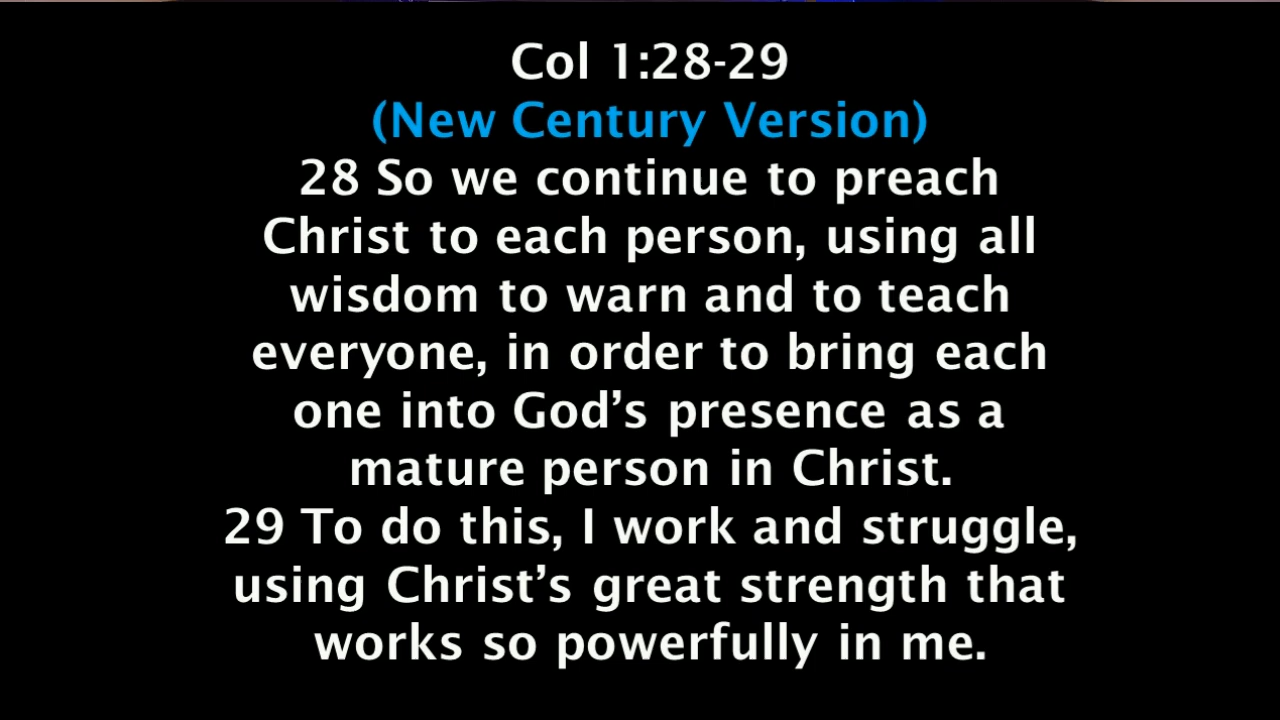 Col 1:28-29
(New Century Version)
28 So we continue to preach
Christ to each person, using all
wisdom to warn and to teach
everyone, in order to bring each
one into God’s presence as a
mature person in Christ.
29 To do this, I work and struggle,
using Christ’s great strength that
works so powerfully in me.